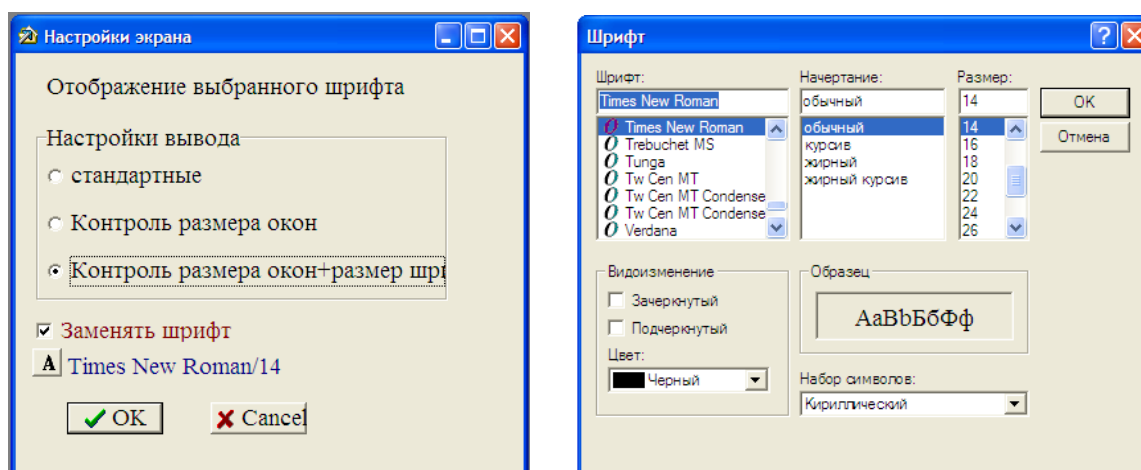 Настройки экрана
Отображение выбранного шрифта
Настройки вывода
стандартные
Контроль размера окон
Контроль размера окон+размер шри
Заменять шрифт
A Times New Roman/14
OK Cancel
Шрифт
Шрифт: Начертание: Размер:
Times New Roman обычный 14 OK
Times New Roman обычный 14 Отмена
Trebuchet MS курсив 16
Tunga жирный 18
Tw Cen MT жирный курсив 20
Tw Cen MT Condense 22
Tw Cen MT Condense 24
Verdana 26
Видоизменение Образец
Зачеркнутый
Подчеркнутый АаВbБбФф
Цвет:
Черный Набор символов:
Кириллический